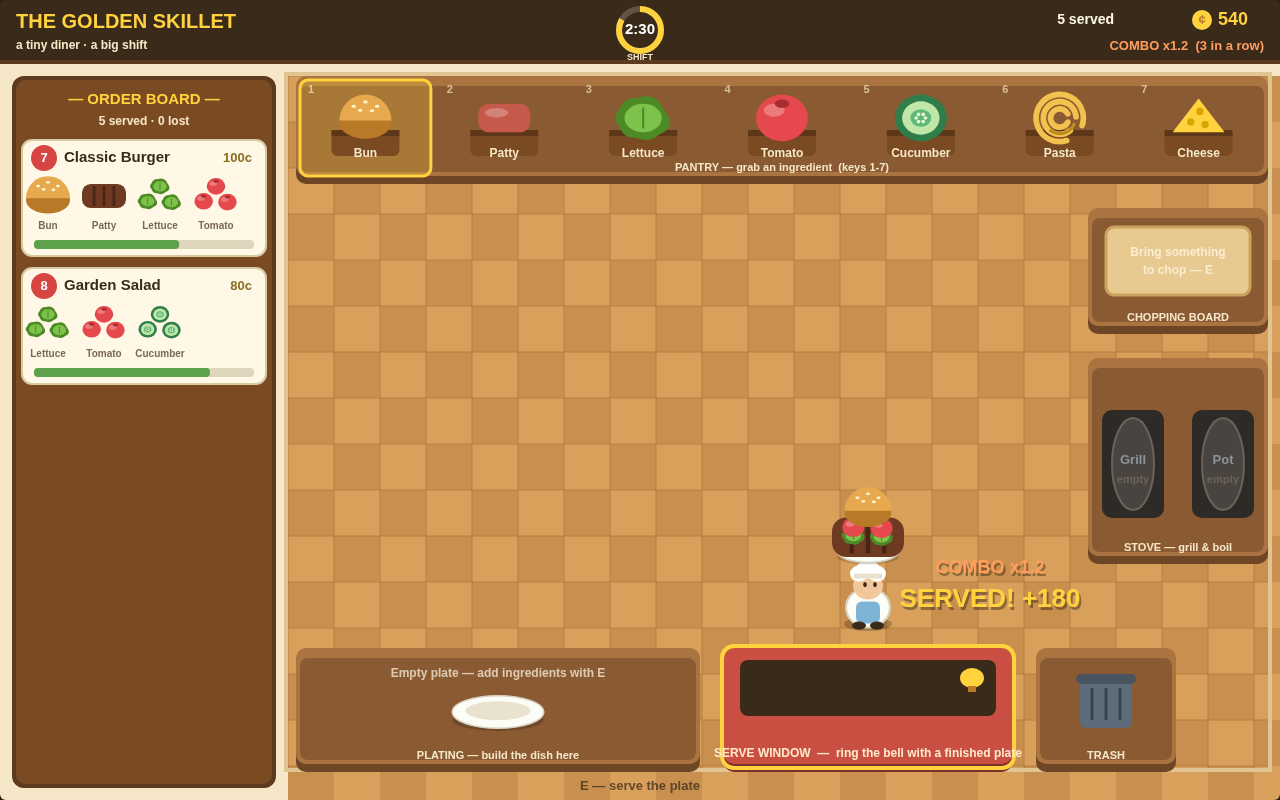 THE GOLDEN SKILLET
a tiny diner · a big shift
2:30
SHIFT
5 served
¢ 540
COMBO x1.2 (3 in a row)
— ORDER BOARD —
5 served · 0 lost
7 Classic Burger 100c
Bun Patty Lettuce Tomato
8 Garden Salad 80c
Lettuce Tomato Cucumber
1 2 3 4 5 6 7
Bun Patty Lettuce Tomato Cucumber Pasta Cheese
PANTRY — grab an ingredient (keys 1-7)
Bring something
to chop — E
CHOPPING BOARD
Grill Pot
empty empty
STOVE — grill & boil
COMBO x1.2
SERVED! +180
Empty plate — add ingredients with E
PLATING — build the dish here
SERVE WINDOW — ring the bell with a finished plate
TRASH
E — serve the plate